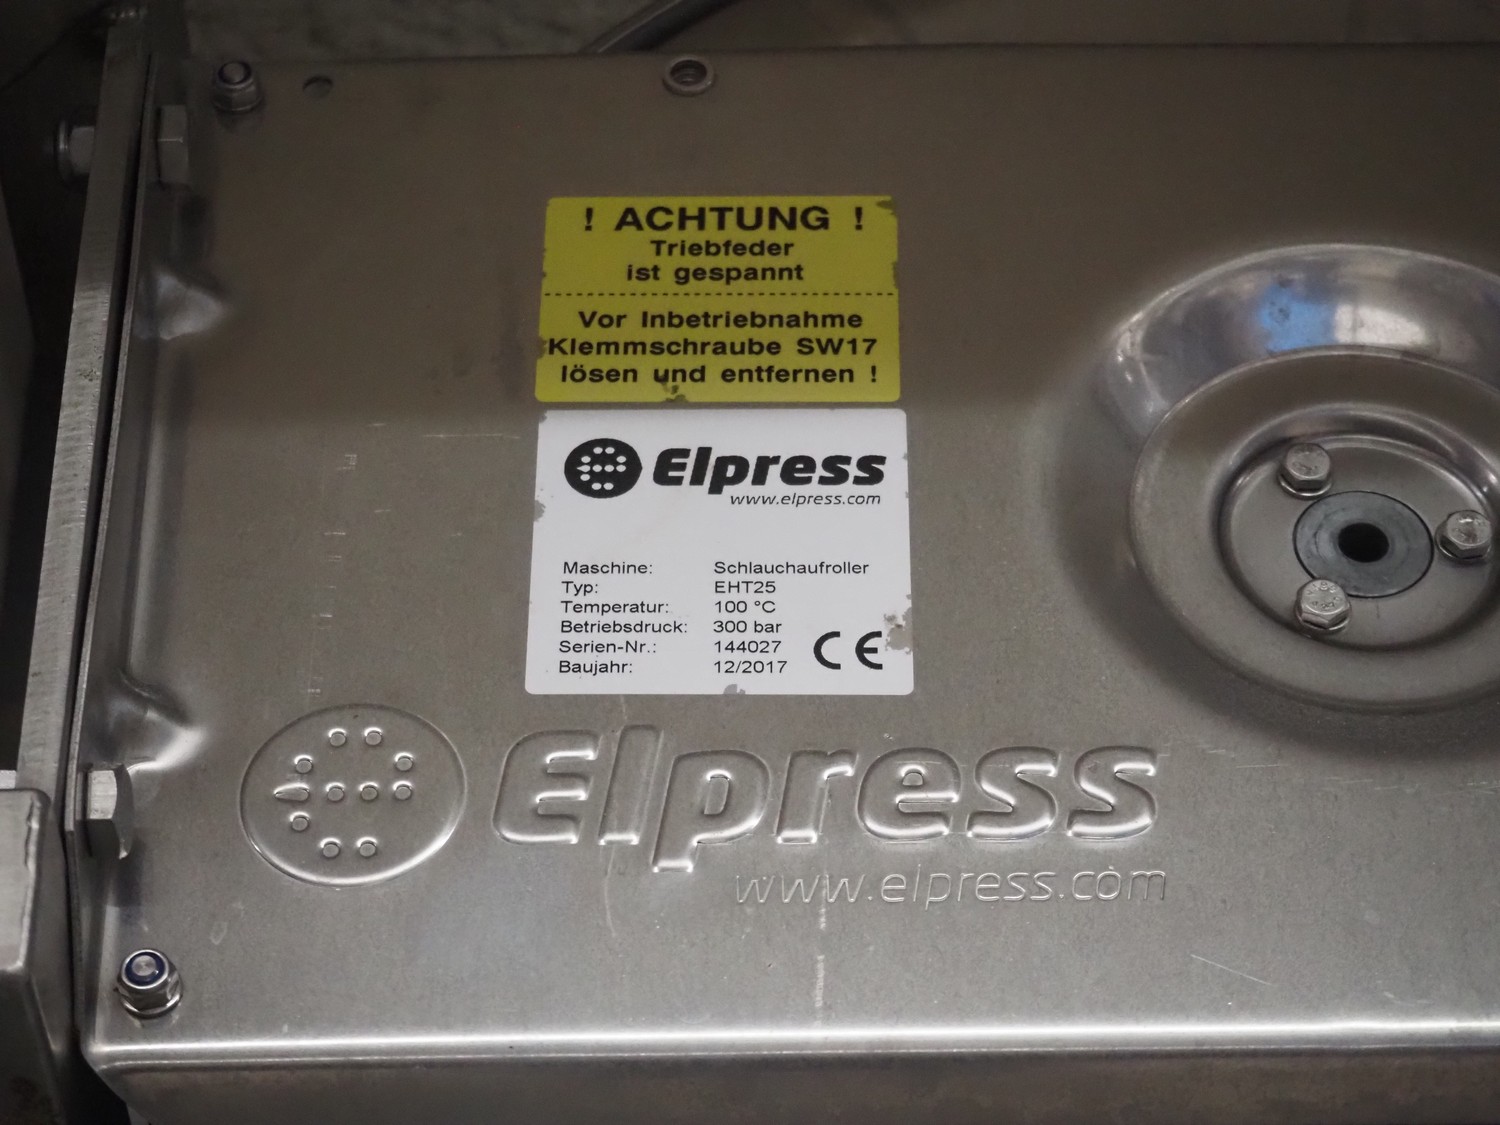 ! ACHTUNG !
Triebfeder
ist gespannt
Vor Inbetriebnahme
Klemmschraube SW17
lösen und entfernen !
Elpress
www.elpress.com
Maschine: Schlauchaufroller
Typ: EHT25
Temperatur: 100 °C
Betriebsdruck: 300 bar
Serien-Nr.: 144027
Baujahr: 12/2017
CE
Elpress
www.elpress.com